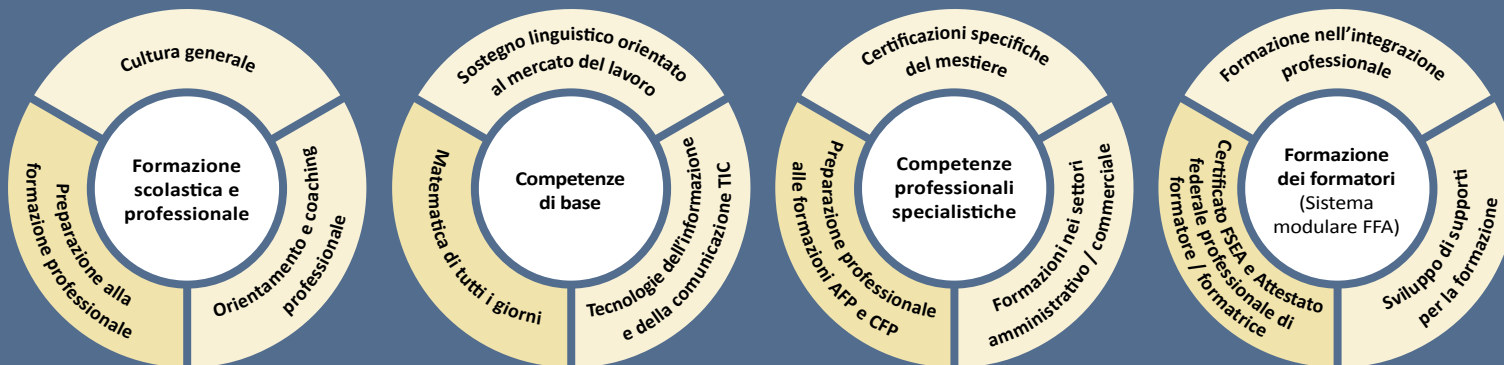 Cultura generale
Formazione
scolastica e
professionale
Preparazione alla
formazione professionale
Orientamento e coaching
professionale
Sostegno linguistico orientato
al mercato del lavoro
Competenze
di base
Matematica di tutti i giorni
Tecnologie dell'informazione
e della comunicazione TIC
Certificazioni specifiche
del mestiere
Competenze
professionali
specialistiche
Preparazione professionale
alle formazioni AFP e CFP
Formazioni nei settori
amministrativo / commerciale
Formazione nell'integrazione
professionale
Formazione
dei formatori
(Sistema
modulare FFA)
Certificato FSEA e Attestato
federale professionale di
formatore / formatrice
Sviluppo di supporti
per la formazione